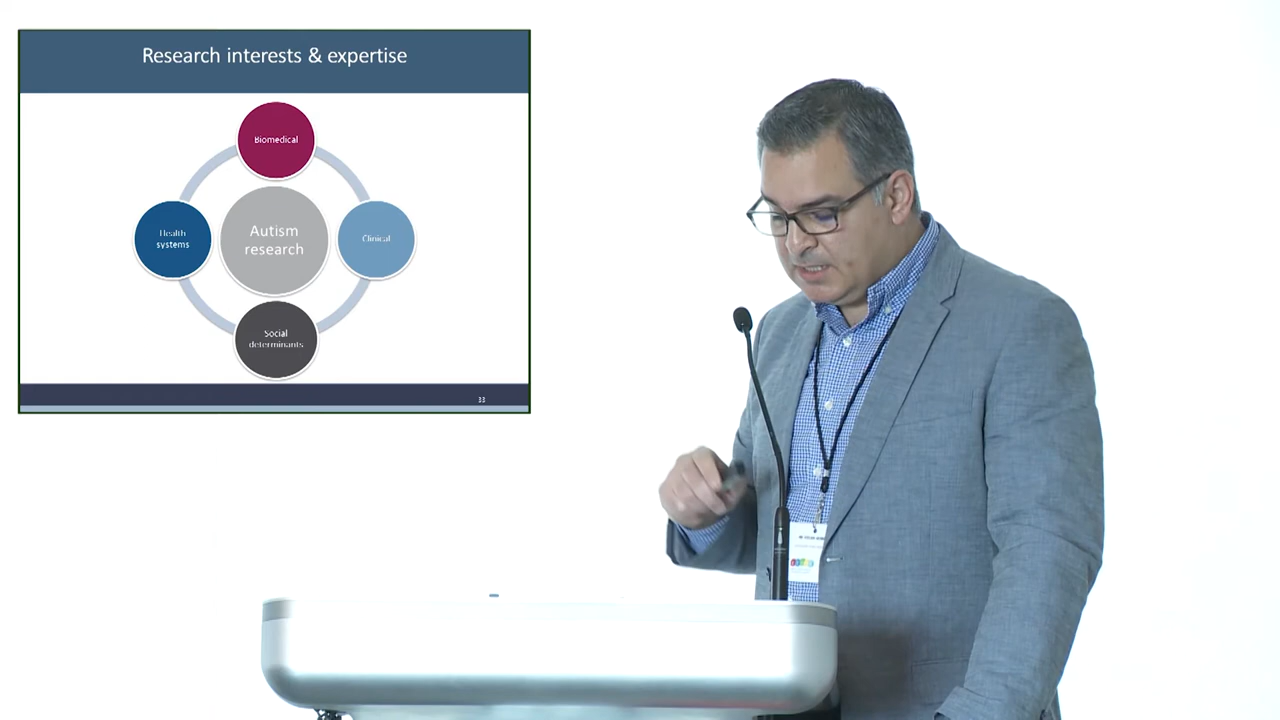 Research interests & expertise
Biomedical
Health
systems
Autism
research
Clinical
Social
determinants
33